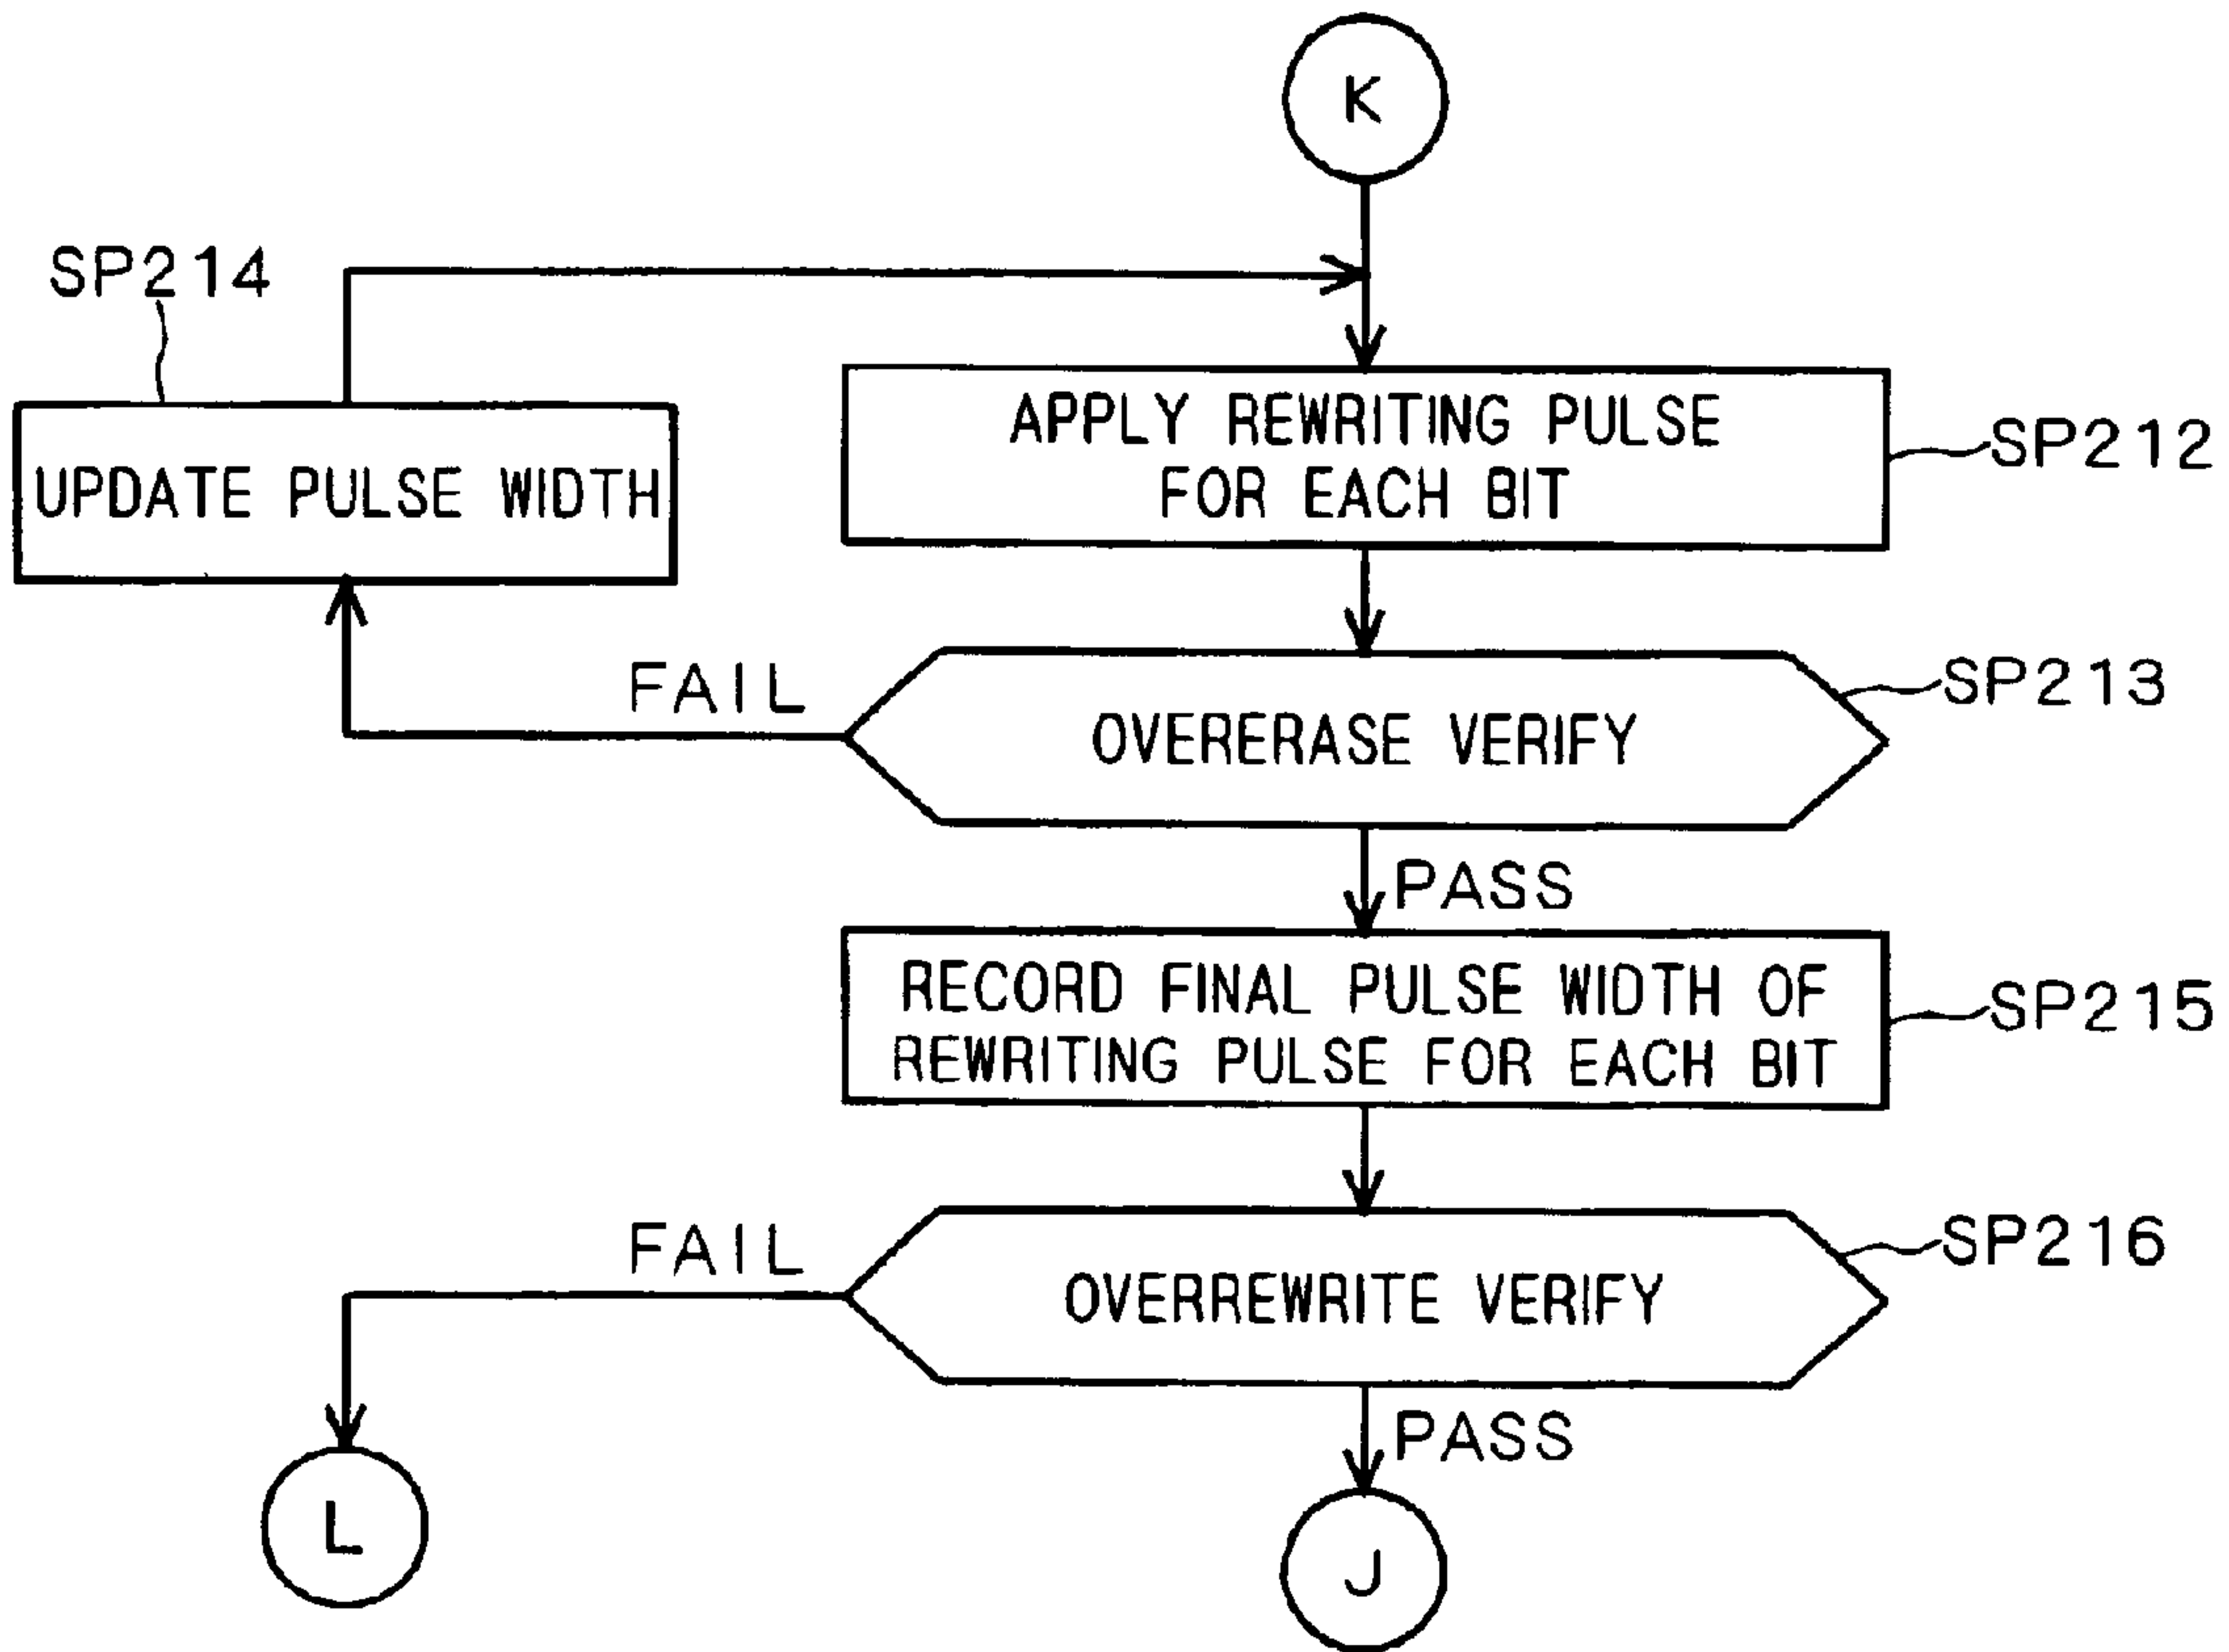 K
SP214
APPLY REWRITING PULSE
FOR EACH BIT
SP212
UPDATE PULSE WIDTH
FAIL
OVERERASE VERIFY
SP213
PASS
RECORD FINAL PULSE WIDTH OF
REWRITING PULSE FOR EACH BIT
SP215
FAIL
OVERREWRITE VERIFY
SP216
PASS
L
J